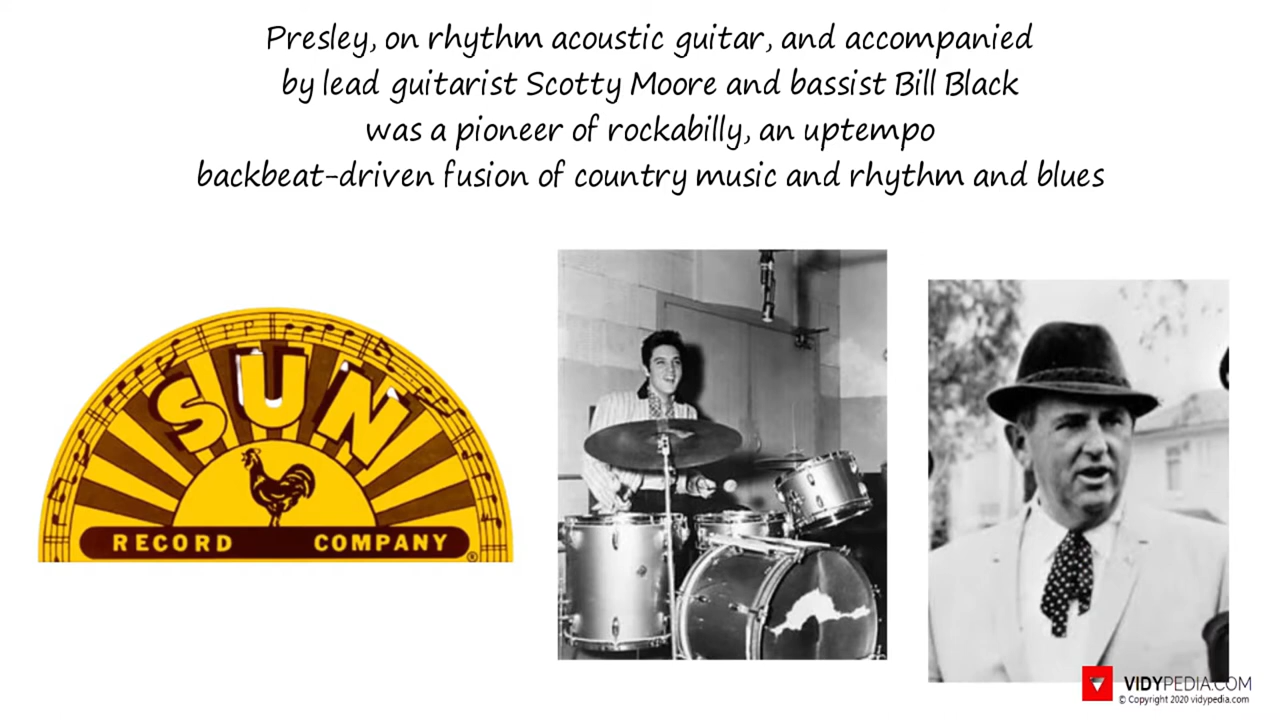 Presley, on rhythm acoustic guitar, and accompanied
by lead guitarist Scotty Moore and bassist Bill Black
was a pioneer of rockabilly, an uptempo
backbeat-driven fusion of country music and rhythm and blues
SUN
RECORD COMPANY
®
VIDYPEDIA.COM
© Copyright 2020 vidypedia.com